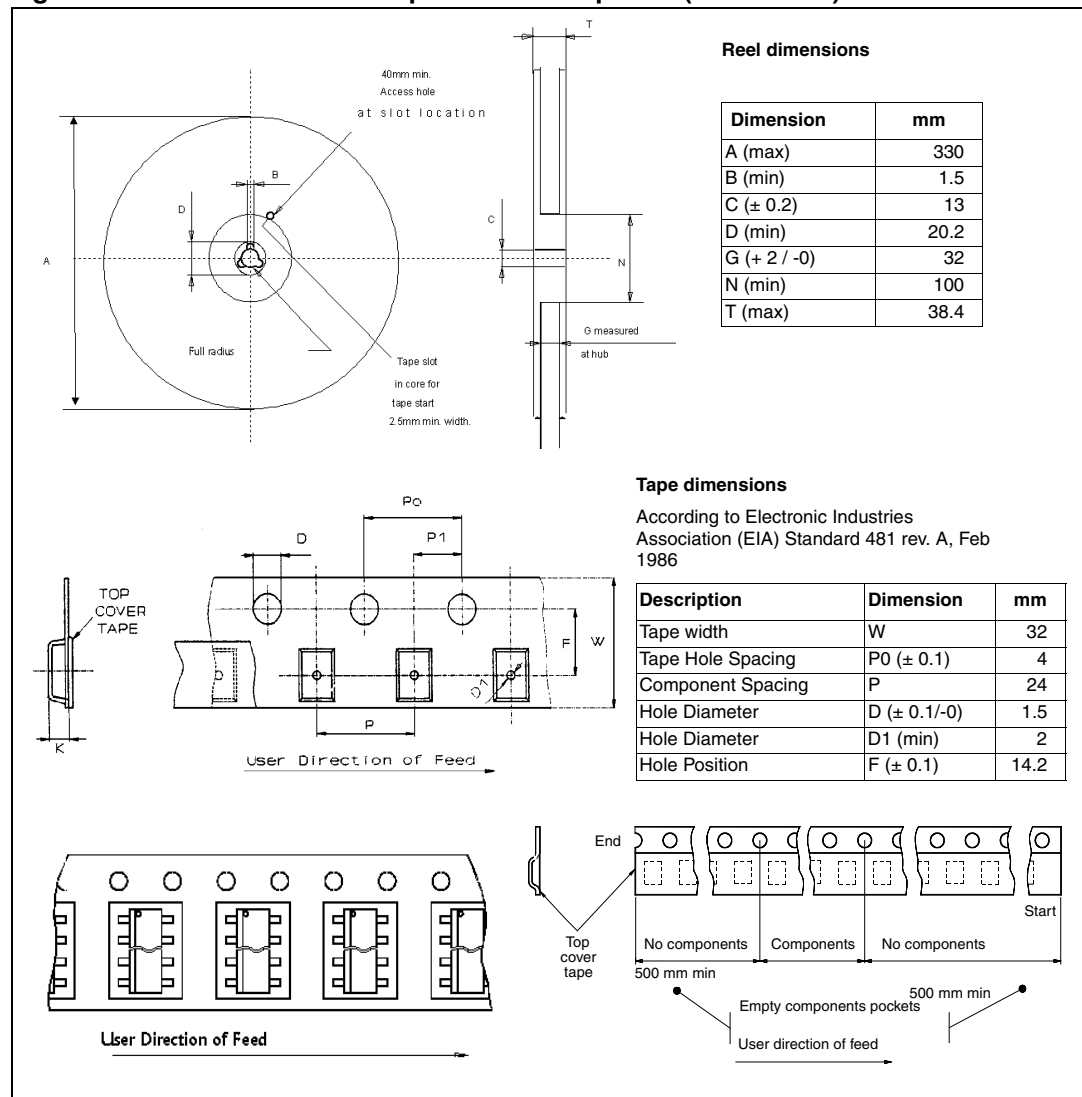 T
40mm min.
Access hole
at slot location
B
D
A
C
N
G measured
at hub
Full radius
Tape slot
in core for
tape start
2.5mm min. width.
Reel dimensions
Dimension mm
A (max) 330
B (min) 1.5
C (± 0.2) 13
D (min) 20.2
G (+ 2 / -0) 32
N (min) 100
T (max) 38.4
Tape dimensions
According to Electronic Industries
Association (EIA) Standard 481 rev. A, Feb
1986
Description Dimension mm
Tape width W 32
Tape Hole Spacing P0 (± 0.1) 4
Component Spacing P 24
Hole Diameter D (± 0.1/-0) 1.5
Hole Diameter D1 (min) 2
Hole Position F (± 0.1) 14.2
Po
D
P1
TOP
COVER
TAPE
F
W
D1
P
K
User Direction of Feed
User Direction of Feed
End
Start
Top
cover
tape
No components
Components
No components
500 mm min
500 mm min
Empty components pockets
User direction of feed